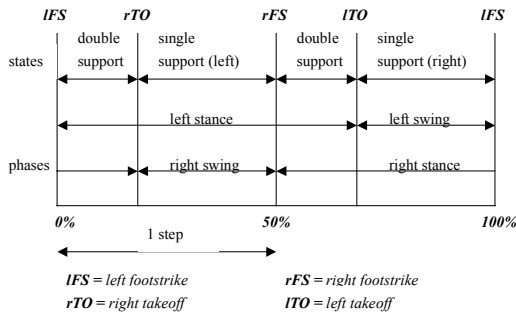 lFS rTO rFS lTO lFS
double single double single
states support support (left) support support (right)
left stance left swing
phases right swing right stance
0% 50% 100%
1 step
lFS = left footstrike rFS = right footstrike
rTO = right takeoff lTO = left takeoff